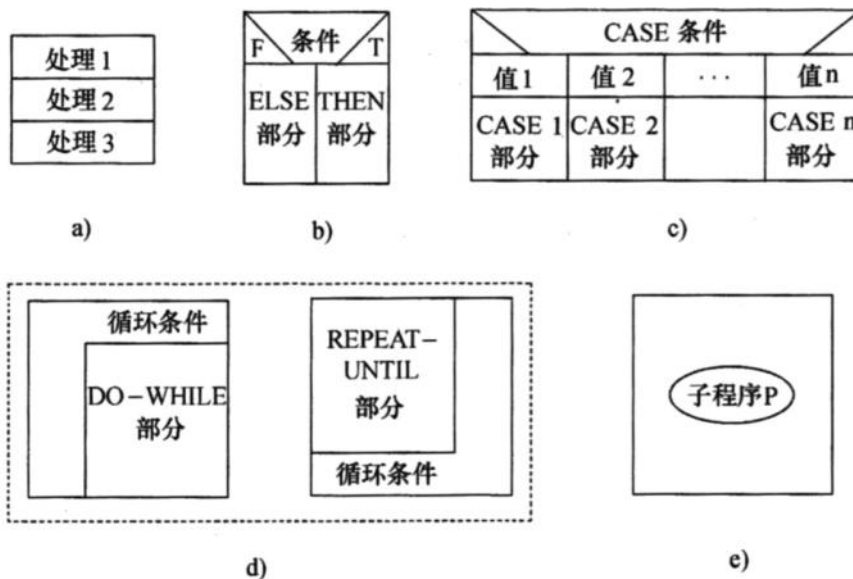 处理1
处理2
处理3
a)
F 条件 T
ELSE THEN
部分 部分
b)
CASE 条件
值1 值2 ··· 值n
CASE 1 CASE 2 CASE n
部分 部分 部分
c)
循环条件
DO-WHILE
部分
REPEAT-
UNTIL
部分
循环条件
d)
子程序P
e)